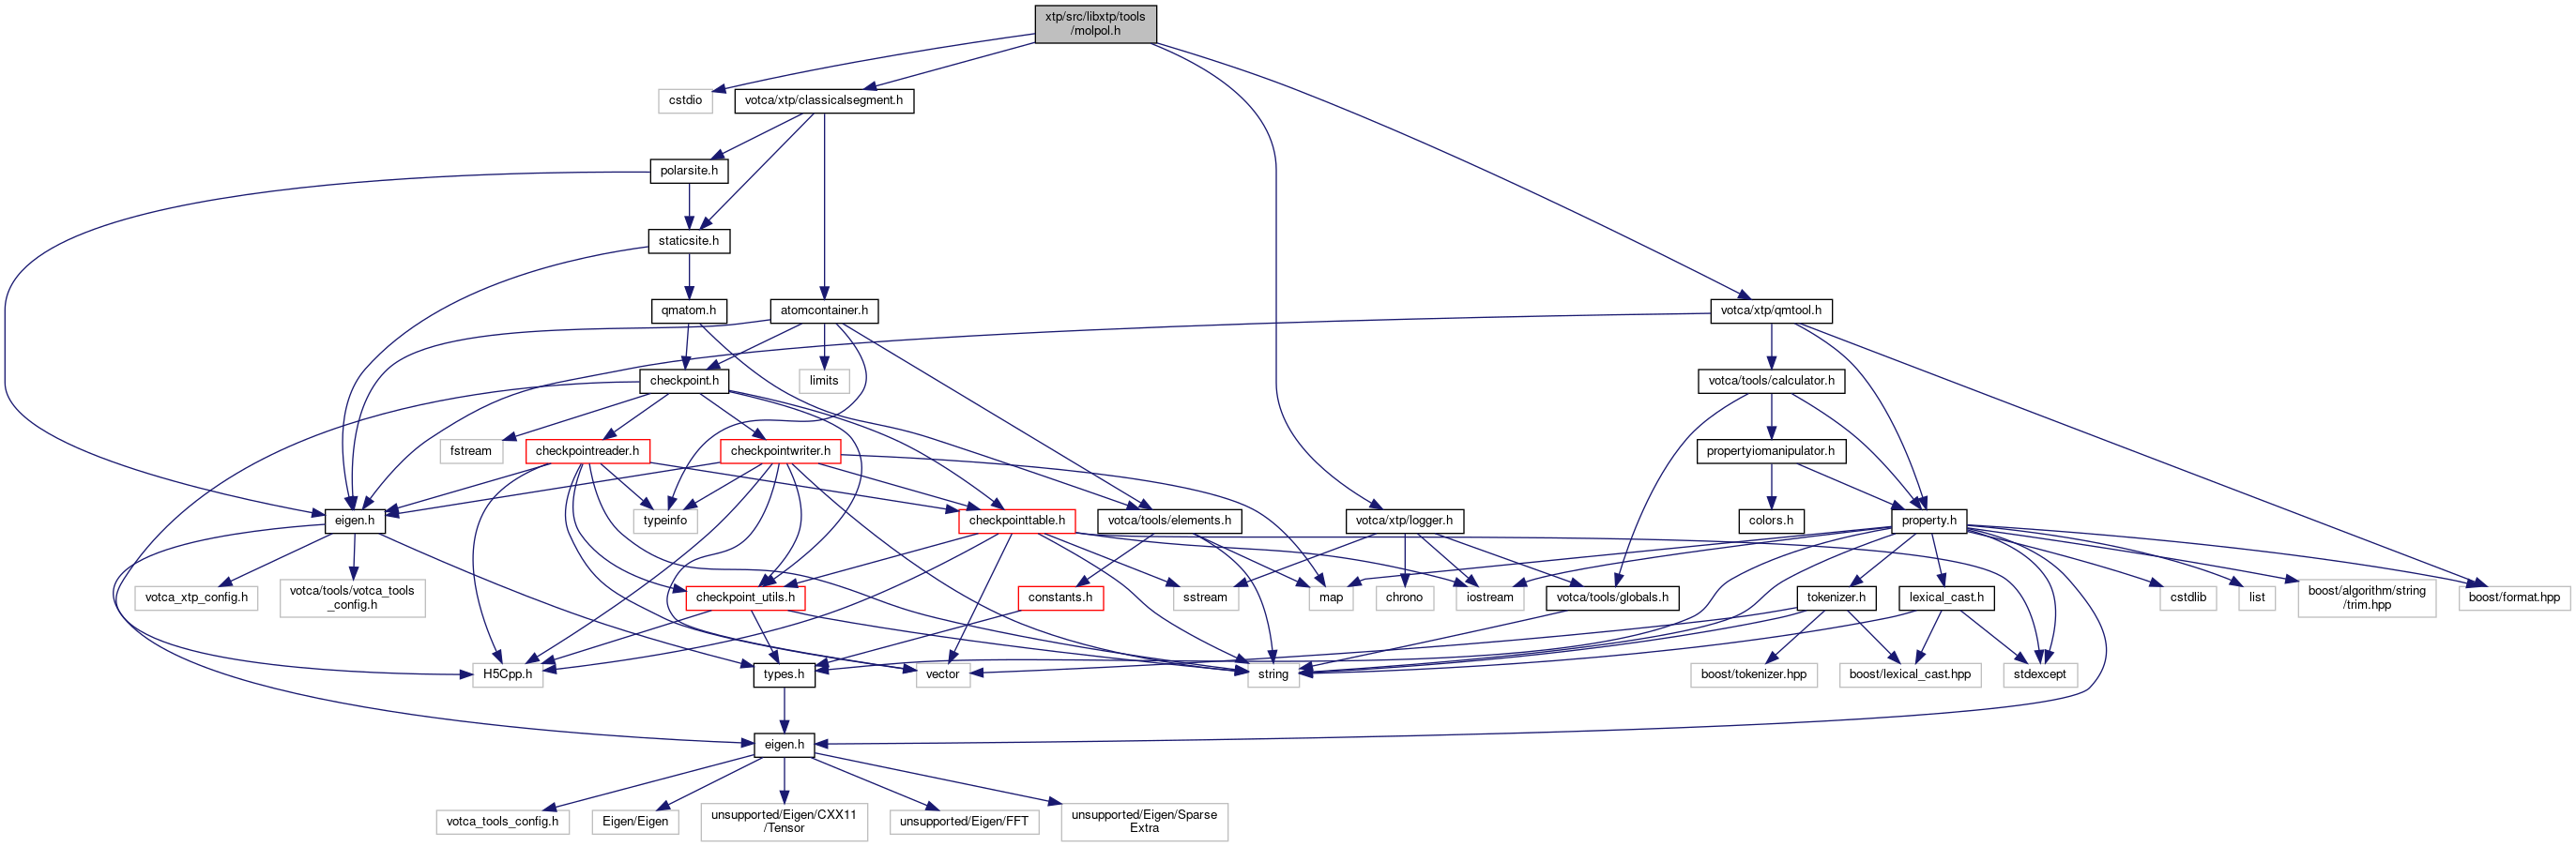 xtp/src/libxtp/tools
/molpol.h
cstdio
votca/xtp/classicalsegment.h
polarsite.h
staticsite.h
qmatom.h
atomcontainer.h
votca/xtp/qmtool.h
checkpoint.h
limits
votca/tools/calculator.h
fstream
checkpointreader.h
checkpointwriter.h
propertyiomanipulator.h
eigen.h
typeinfo
checkpointtable.h
votca/tools/elements.h
votca/xtp/logger.h
colors.h
property.h
votca_xtp_config.h
votca/tools/votca_tools
_config.h
checkpoint_utils.h
constants.h
sstream
map
chrono
iostream
votca/tools/globals.h
tokenizer.h
lexical_cast.h
cstdlib
list
boost/algorithm/string
/trim.hpp
boost/format.hpp
H5Cpp.h
types.h
vector
string
boost/tokenizer.hpp
boost/lexical_cast.hpp
stdexcept
eigen.h
votca_tools_config.h
Eigen/Eigen
unsupported/Eigen/CXX11
/Tensor
unsupported/Eigen/FFT
unsupported/Eigen/Sparse
Extra